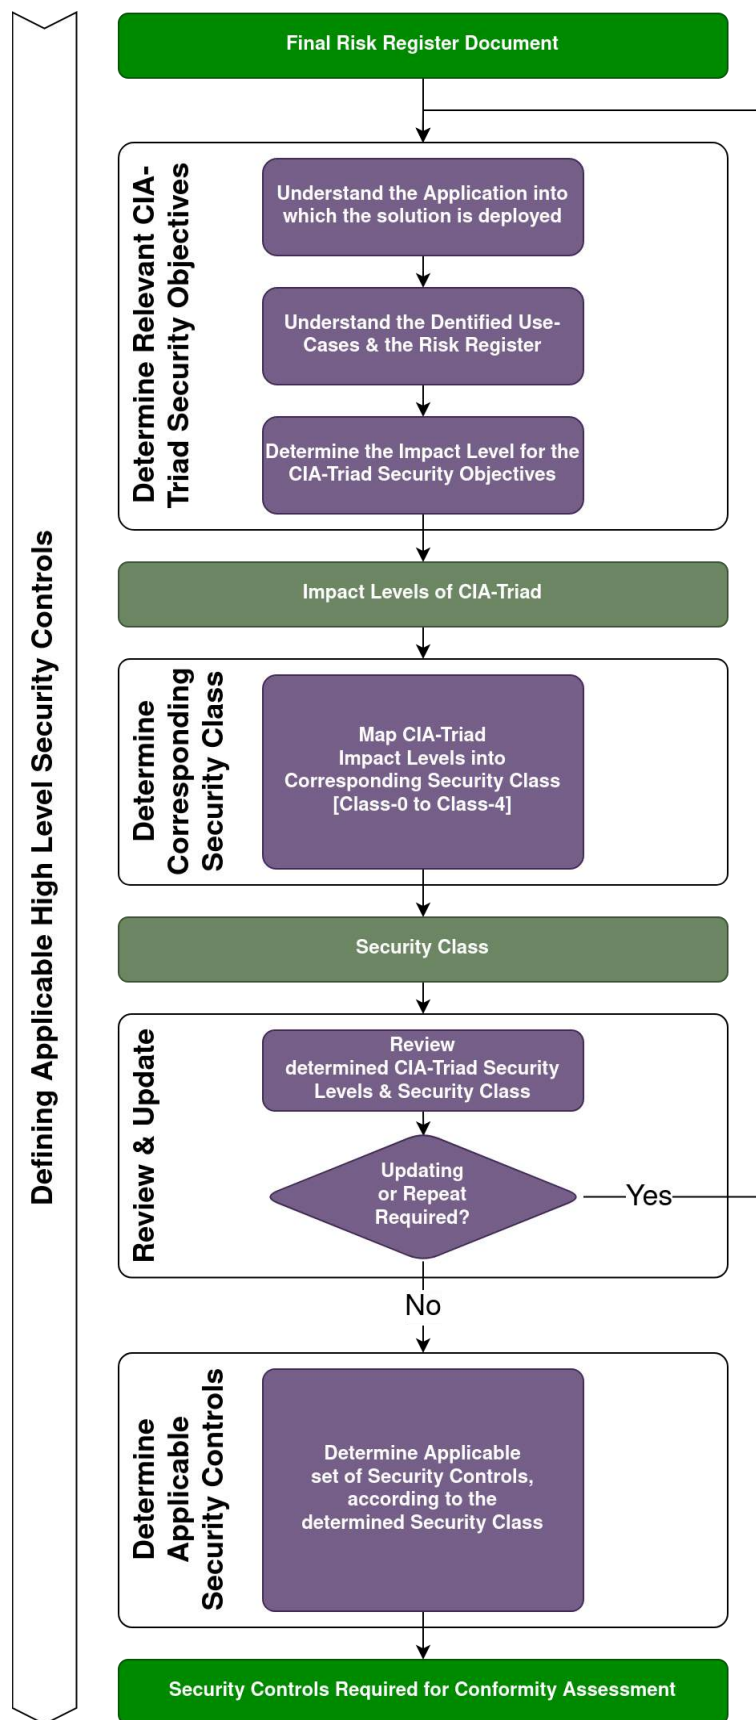 Defining Applicable High Level Security Controls
Final Risk Register Document
Determine Relevant CIA-
Triad Security Objectives
Understand the Application into
which the solution is deployed
Understand the Dentified Use-
Cases & the Risk Register
Determine the Impact Level for the
CIA-Triad Security Objectives
Impact Levels of CIA-Triad
Determine
Corresponding
Security Class
Map CIA-Triad
Impact Levels into
Corresponding Security Class
[Class-0 to Class-4]
Security Class
Review & Update
Review
determined CIA-Triad Security
Levels & Security Class
Updating
or Repeat
Required?
Yes
No
Determine
Applicable
Security Controls
Determine Applicable
set of Security Controls,
according to the
determined Security Class
Security Controls Required for Conformity Assessment